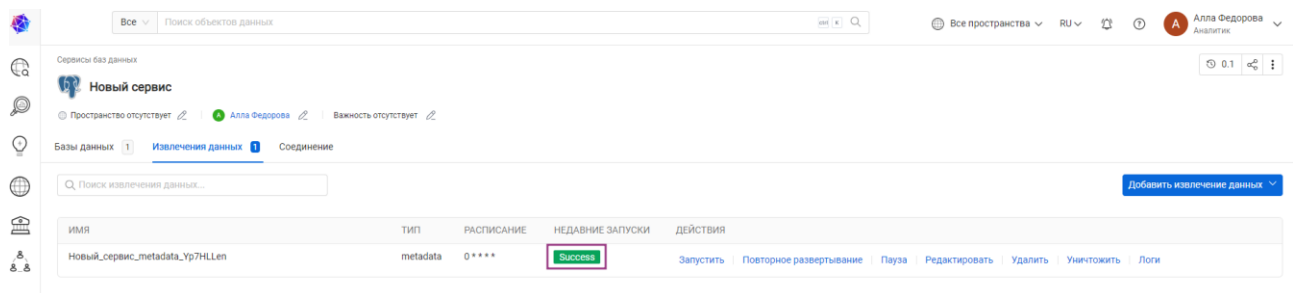 Все Поиск объектов данных ctrl K Все пространства RU A Алла Федорова
Аналитик
Сервисы баз данных
0.1
Новый сервис
Пространство отсутствует A Алла Федорова Важность отсутствует
Базы данных 1 Извлечения данных 1 Соединение
Поиск извлечения данных... Добавить извлечение данных
ИМЯ ТИП РАСПИСАНИЕ НЕДАВНИЕ ЗАПУСКИ ДЕЙСТВИЯ
Новый_сервис_metadata_Yp7HLLen metadata 0 * * * * Success Запустить Повторное развертывание Пауза Редактировать Удалить Уничтожить Логи